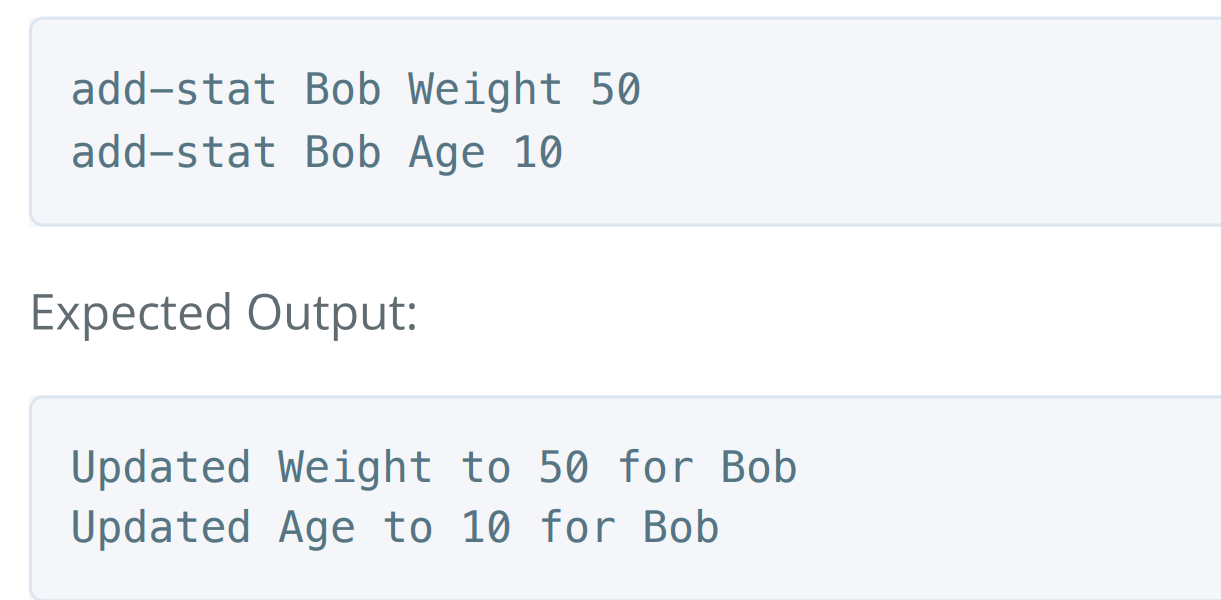 add-stat Bob Weight 50
add-stat Bob Age 10
Expected Output:
Updated Weight to 50 for Bob
Updated Age to 10 for Bob